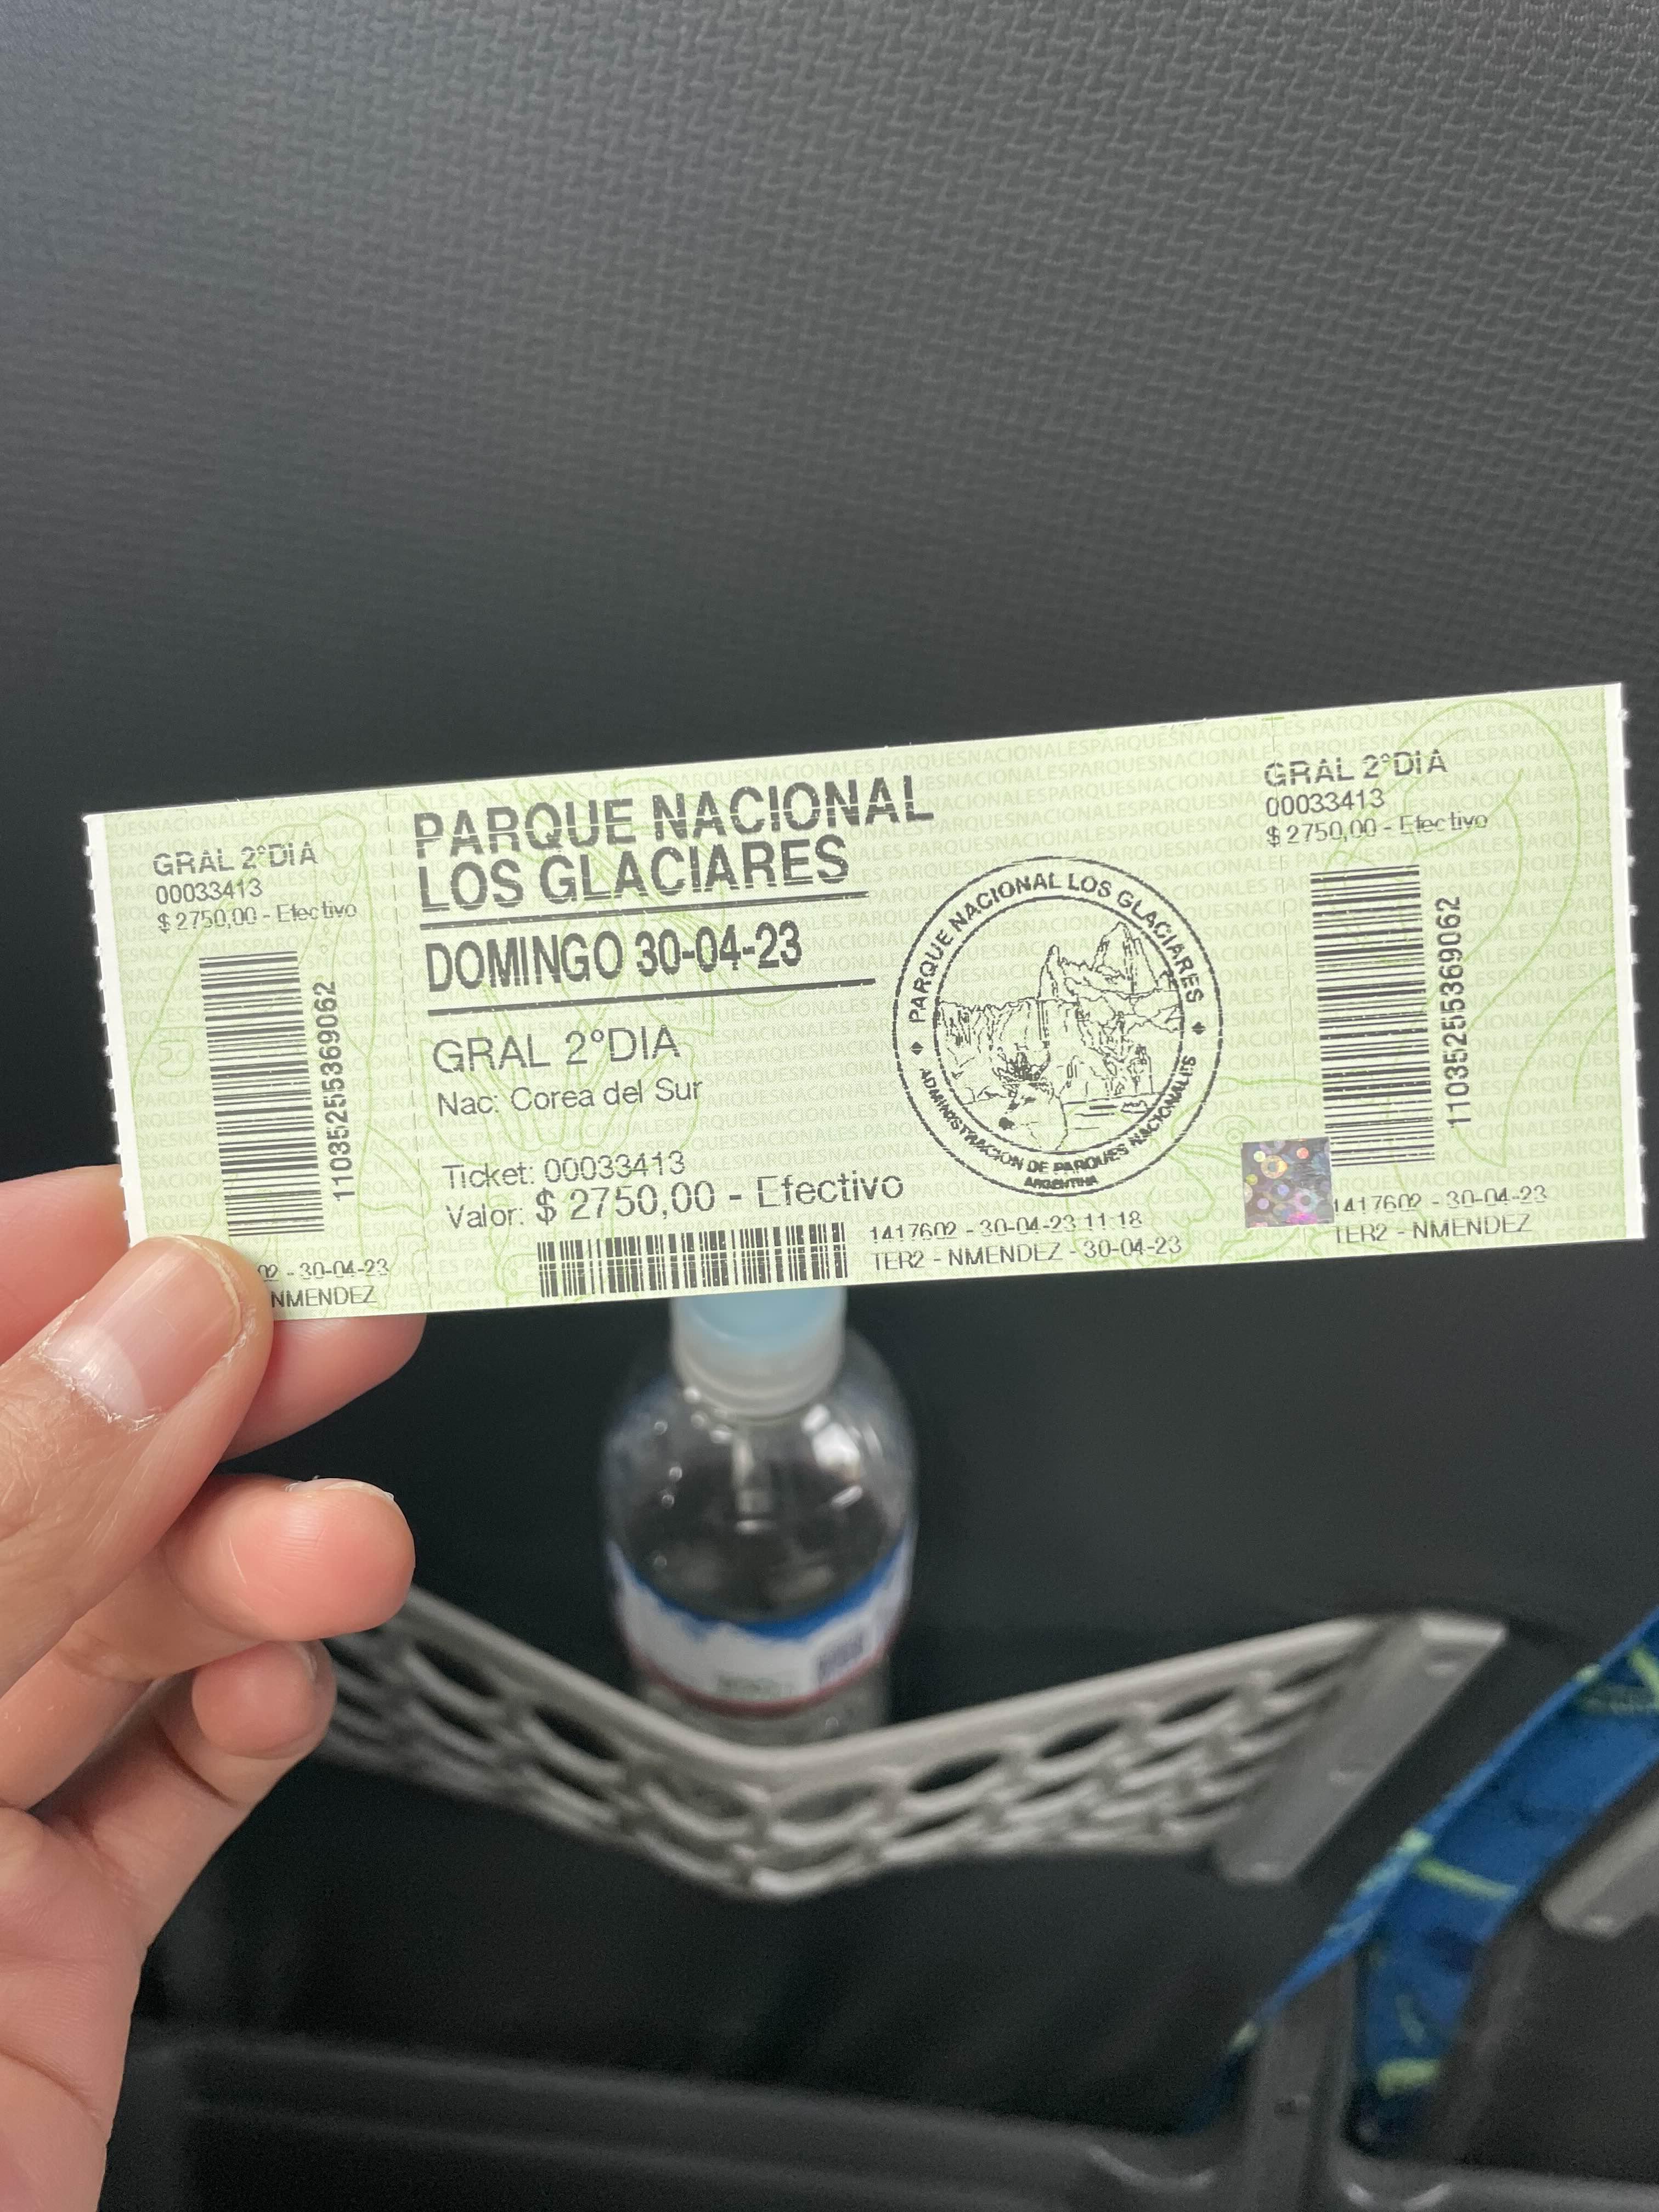 GRAL 2°DIA
00033413
$ 2750,00 - Efectivo
110352555369062
02 - 30-04-23
NMENDEZ
PARQUE NACIONAL
LOS GLACIARES
DOMINGO 30-04-23
GRAL 2°DIA
Nac: Corea del Sur
Ticket: 00033413
Valor: $ 2750,00 - Efectivo
1417602 - 30-04-23 11:18
TER2 - NMENDEZ - 30-04-23
PARQUE NACIONAL LOS GLACIARES
ADMINISTRACION DE PARQUES NACIONALES
ARGENTINA
GRAL 2°DIA
00033413
$ 2750,00 - Efectivo
110352555369062
1417602 - 30-04-23
TER2 - NMENDEZ